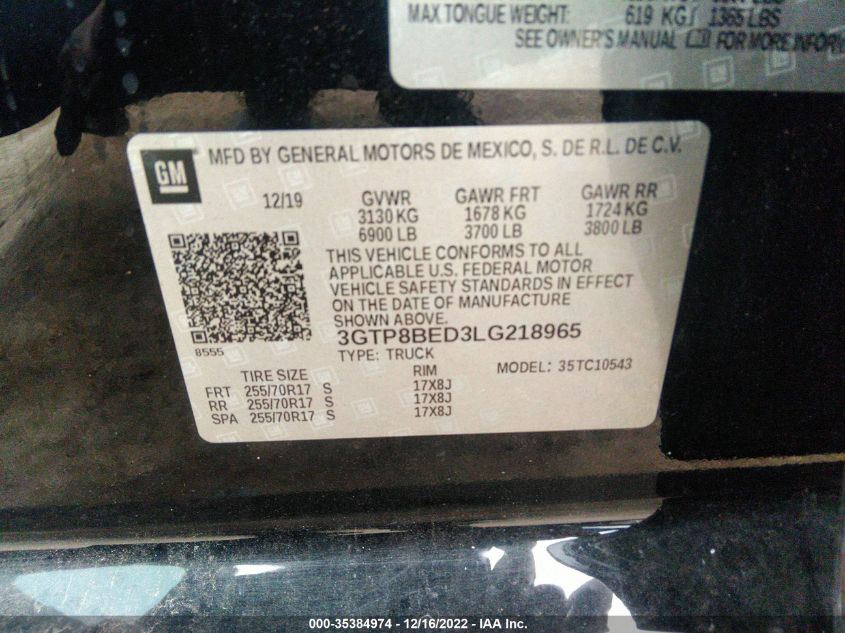 MAX TONGUE WEIGHT: 619 KG / 1365 LBS
SEE OWNER'S MANUAL FOR MORE
GM
MFD BY GENERAL MOTORS DE MEXICO, S. DE R.L. DE C.V.
12/19 GVWR GAWR FRT GAWR RR
3130 KG 1678 KG 1724 KG
6900 LB 3700 LB 3800 LB
THIS VEHICLE CONFORMS TO ALL
APPLICABLE U.S. FEDERAL MOTOR
VEHICLE SAFETY STANDARDS IN EFFECT
ON THE DATE OF MANUFACTURE
SHOWN ABOVE.
8555
3GTP8BED3LG218965
TYPE: TRUCK MODEL: 35TC10543
TIRE SIZE RIM
FRT 255/70R17 S 17X8J
RR 255/70R17 S 17X8J
SPA 255/70R17 S 17X8J
000-35384974 - 12/16/2022 - IAA Inc.